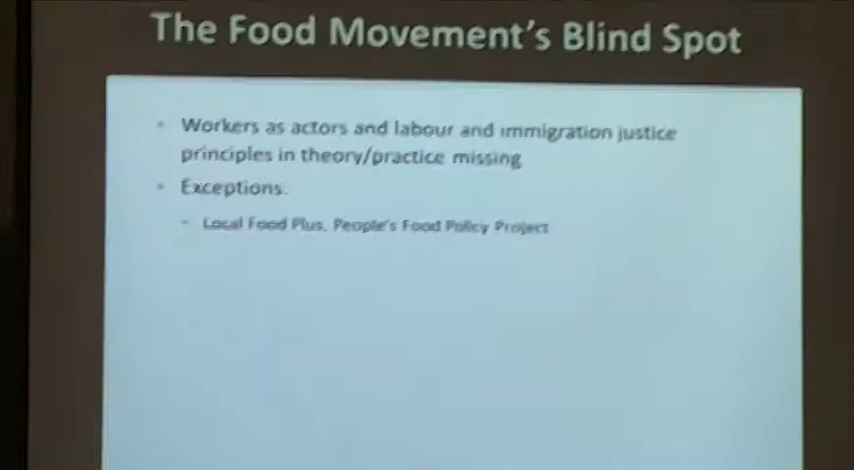 The Food Movement's Blind Spot
Workers as actors and labour and immigration justice
principles in theory/practice missing
Exceptions:
Local Food Plus, People's Food Policy Project